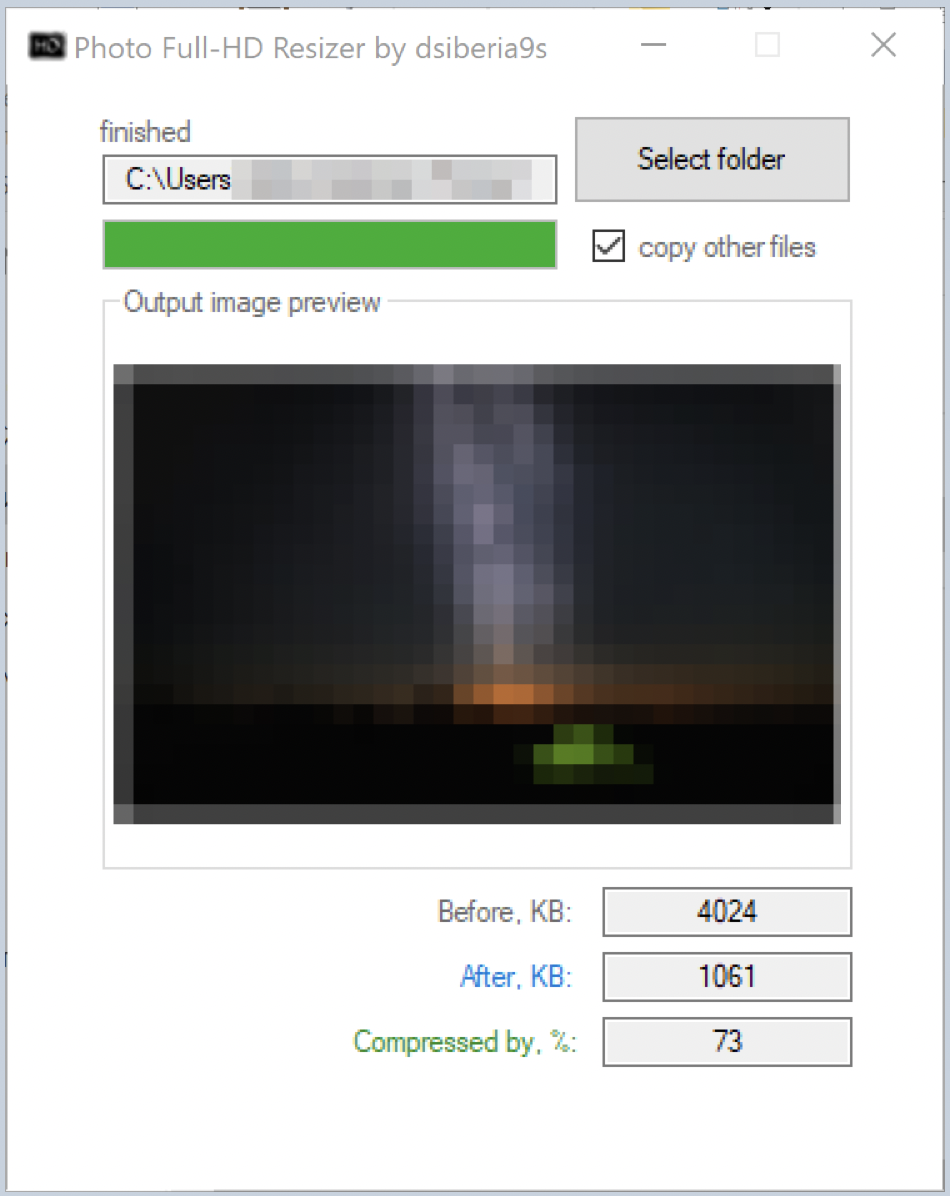 HD Photo Full-HD Resizer by dsiberia9s
finished
Select folder
C:\Users
copy other files
Output image preview
Before, KB: 4024
After, KB: 1061
Compressed by, %: 73